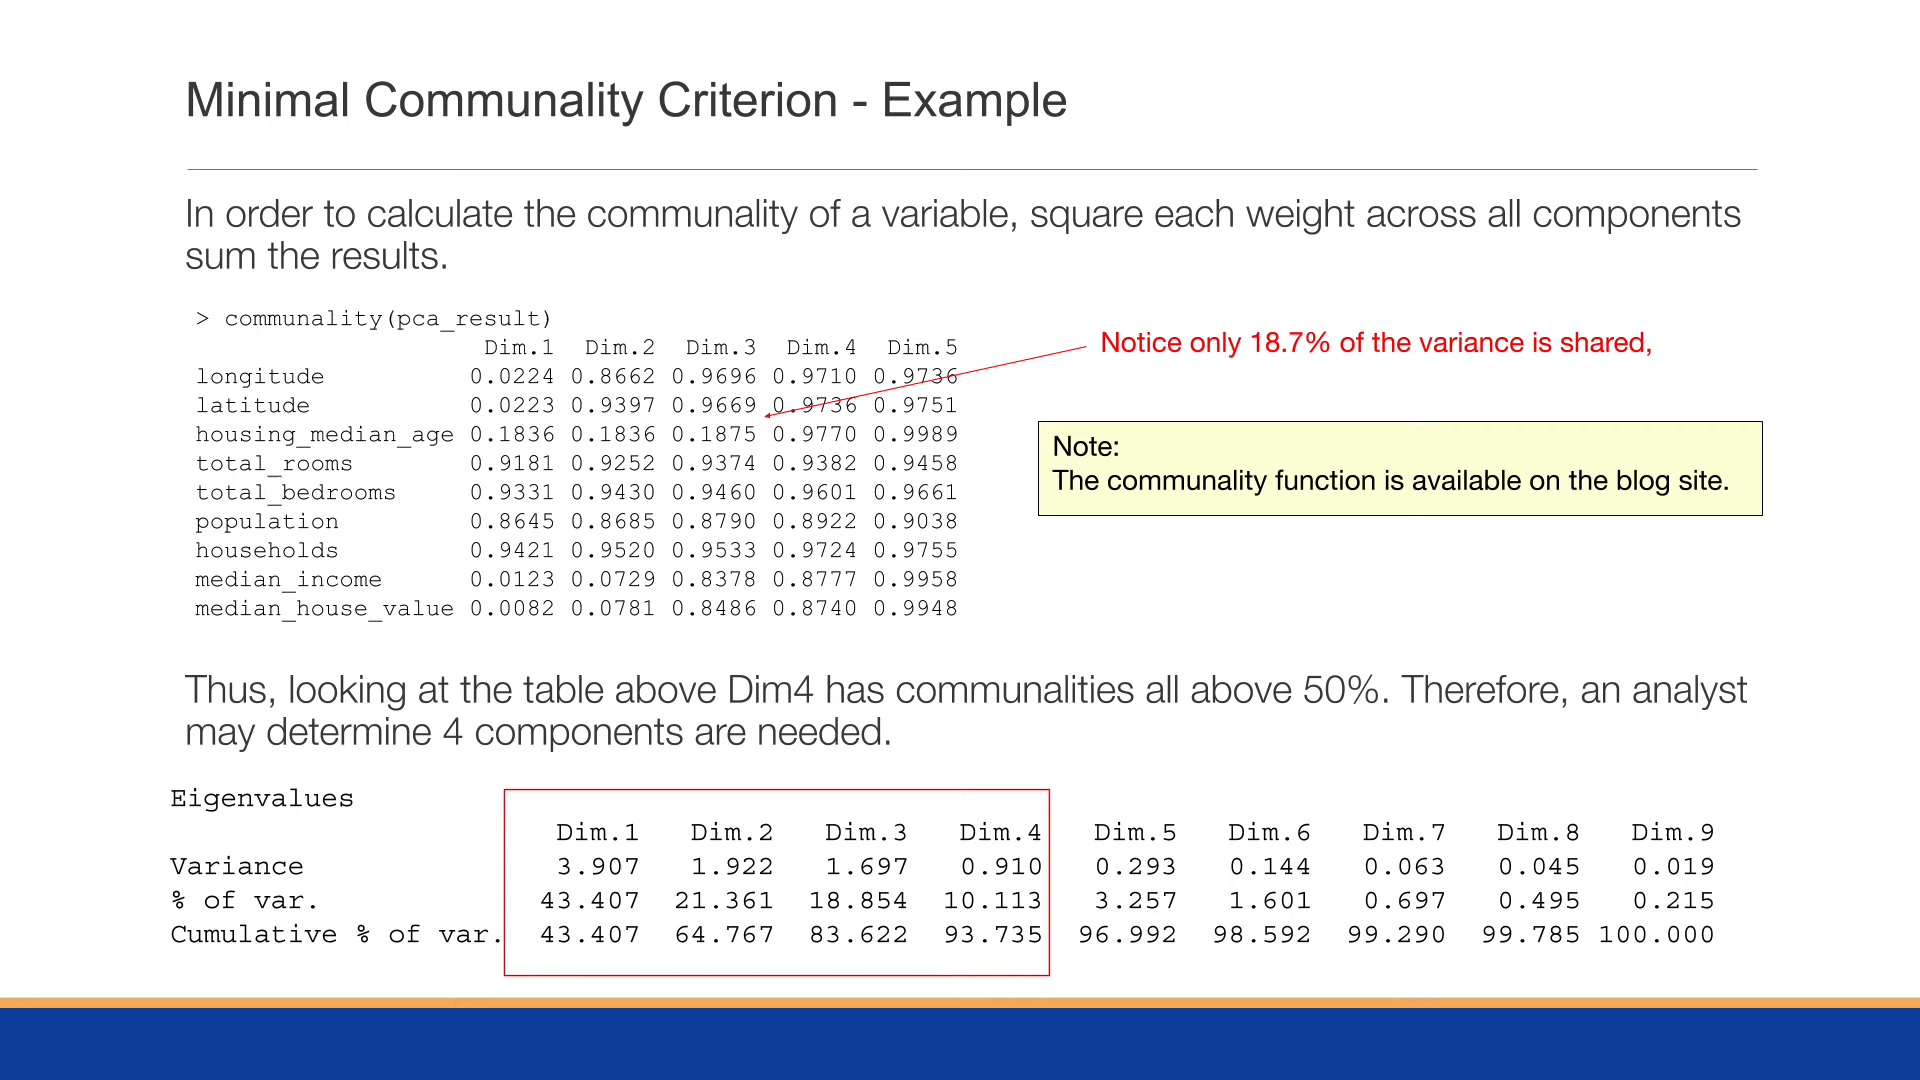 Minimal Communality Criterion - Example
In order to calculate the communality of a variable, square each weight across all components
sum the results.
> communality(pca_result)
Dim.1 Dim.2 Dim.3 Dim.4 Dim.5
longitude 0.0224 0.8662 0.9696 0.9710 0.9736
latitude 0.0223 0.9397 0.9669 0.9736 0.9751
housing_median_age 0.1836 0.1836 0.1875 0.9770 0.9989
total_rooms 0.9181 0.9252 0.9374 0.9382 0.9458
total_bedrooms 0.9331 0.9430 0.9460 0.9601 0.9661
population 0.8645 0.8685 0.8790 0.8922 0.9038
households 0.9421 0.9520 0.9533 0.9724 0.9755
median_income 0.0123 0.0729 0.8378 0.8777 0.9958
median_house_value 0.0082 0.0781 0.8486 0.8740 0.9948
Notice only 18.7% of the variance is shared,
Note:
The communality function is available on the blog site.
Thus, looking at the table above Dim4 has communalities all above 50%. Therefore, an analyst
may determine 4 components are needed.
Eigenvalues
Dim.1 Dim.2 Dim.3 Dim.4 Dim.5 Dim.6 Dim.7 Dim.8 Dim.9
Variance 3.907 1.922 1.697 0.910 0.293 0.144 0.063 0.045 0.019
% of var. 43.407 21.361 18.854 10.113 3.257 1.601 0.697 0.495 0.215
Cumulative % of var. 43.407 64.767 83.622 93.735 96.992 98.592 99.290 99.785 100.000